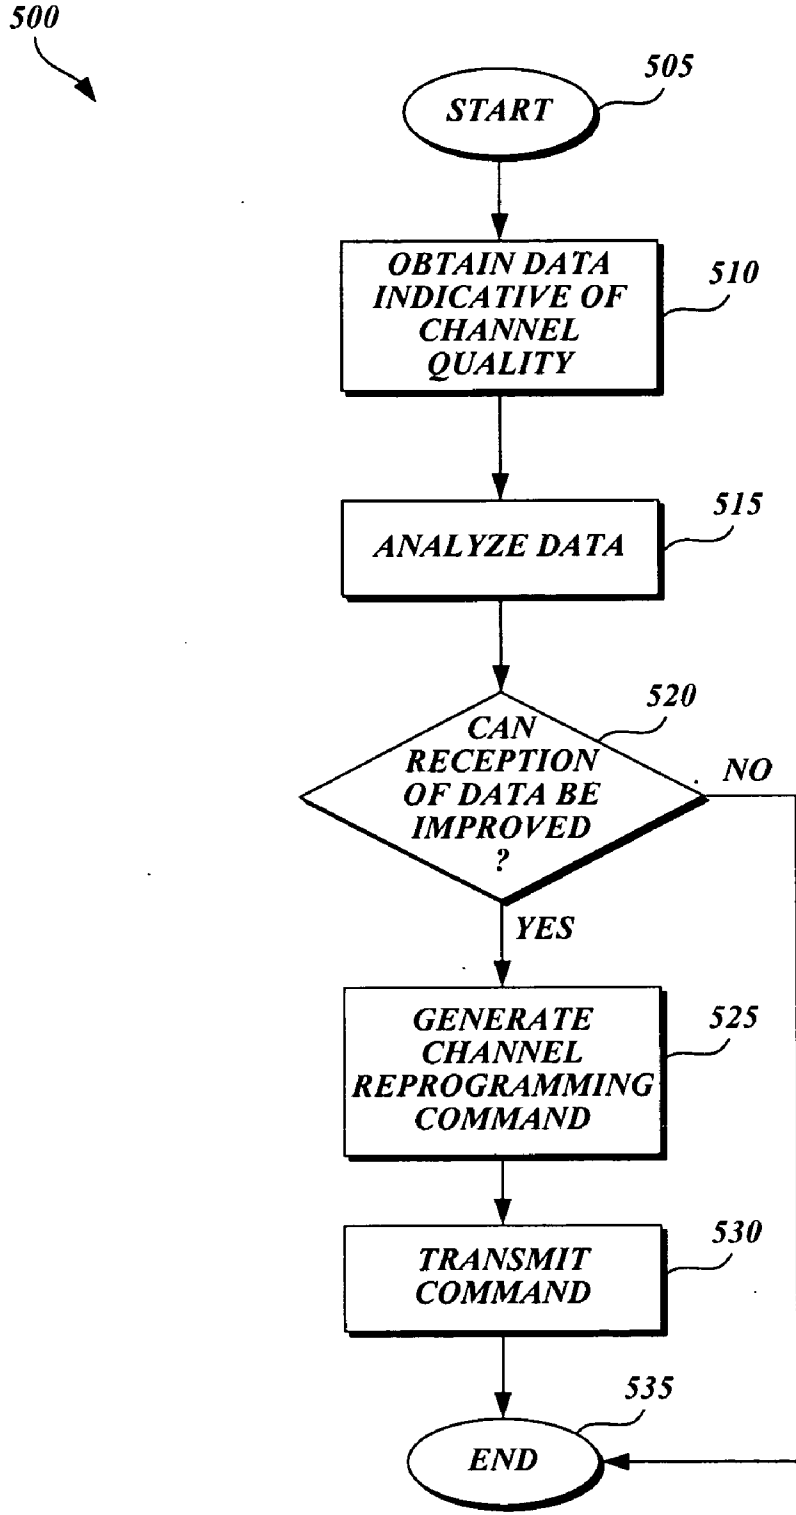 500
505
START
OBTAIN DATA
INDICATIVE OF
CHANNEL
QUALITY
510
515
ANALYZE DATA
520
CAN
RECEPTION
OF DATA BE
IMPROVED
?
NO
YES
GENERATE
CHANNEL
REPROGRAMMING
COMMAND
525
530
TRANSMIT
COMMAND
535
END